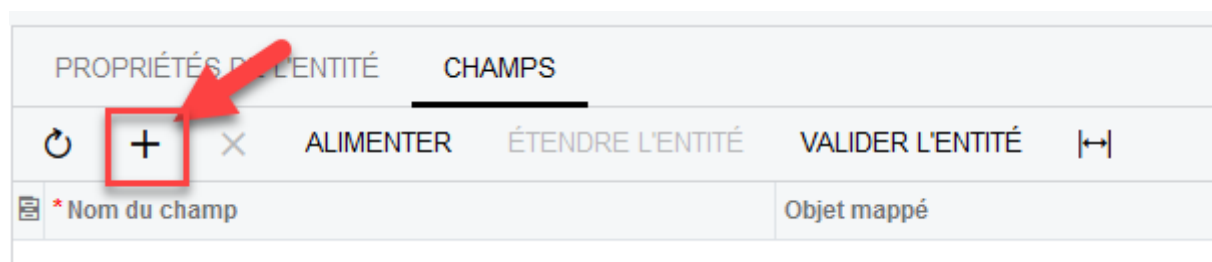 PROPRIÉTÉS DE L'ENTITÉ CHAMPS
ALIMENTER ÉTENDRE L'ENTITÉ VALIDER L'ENTITÉ
* Nom du champ Objet mappé